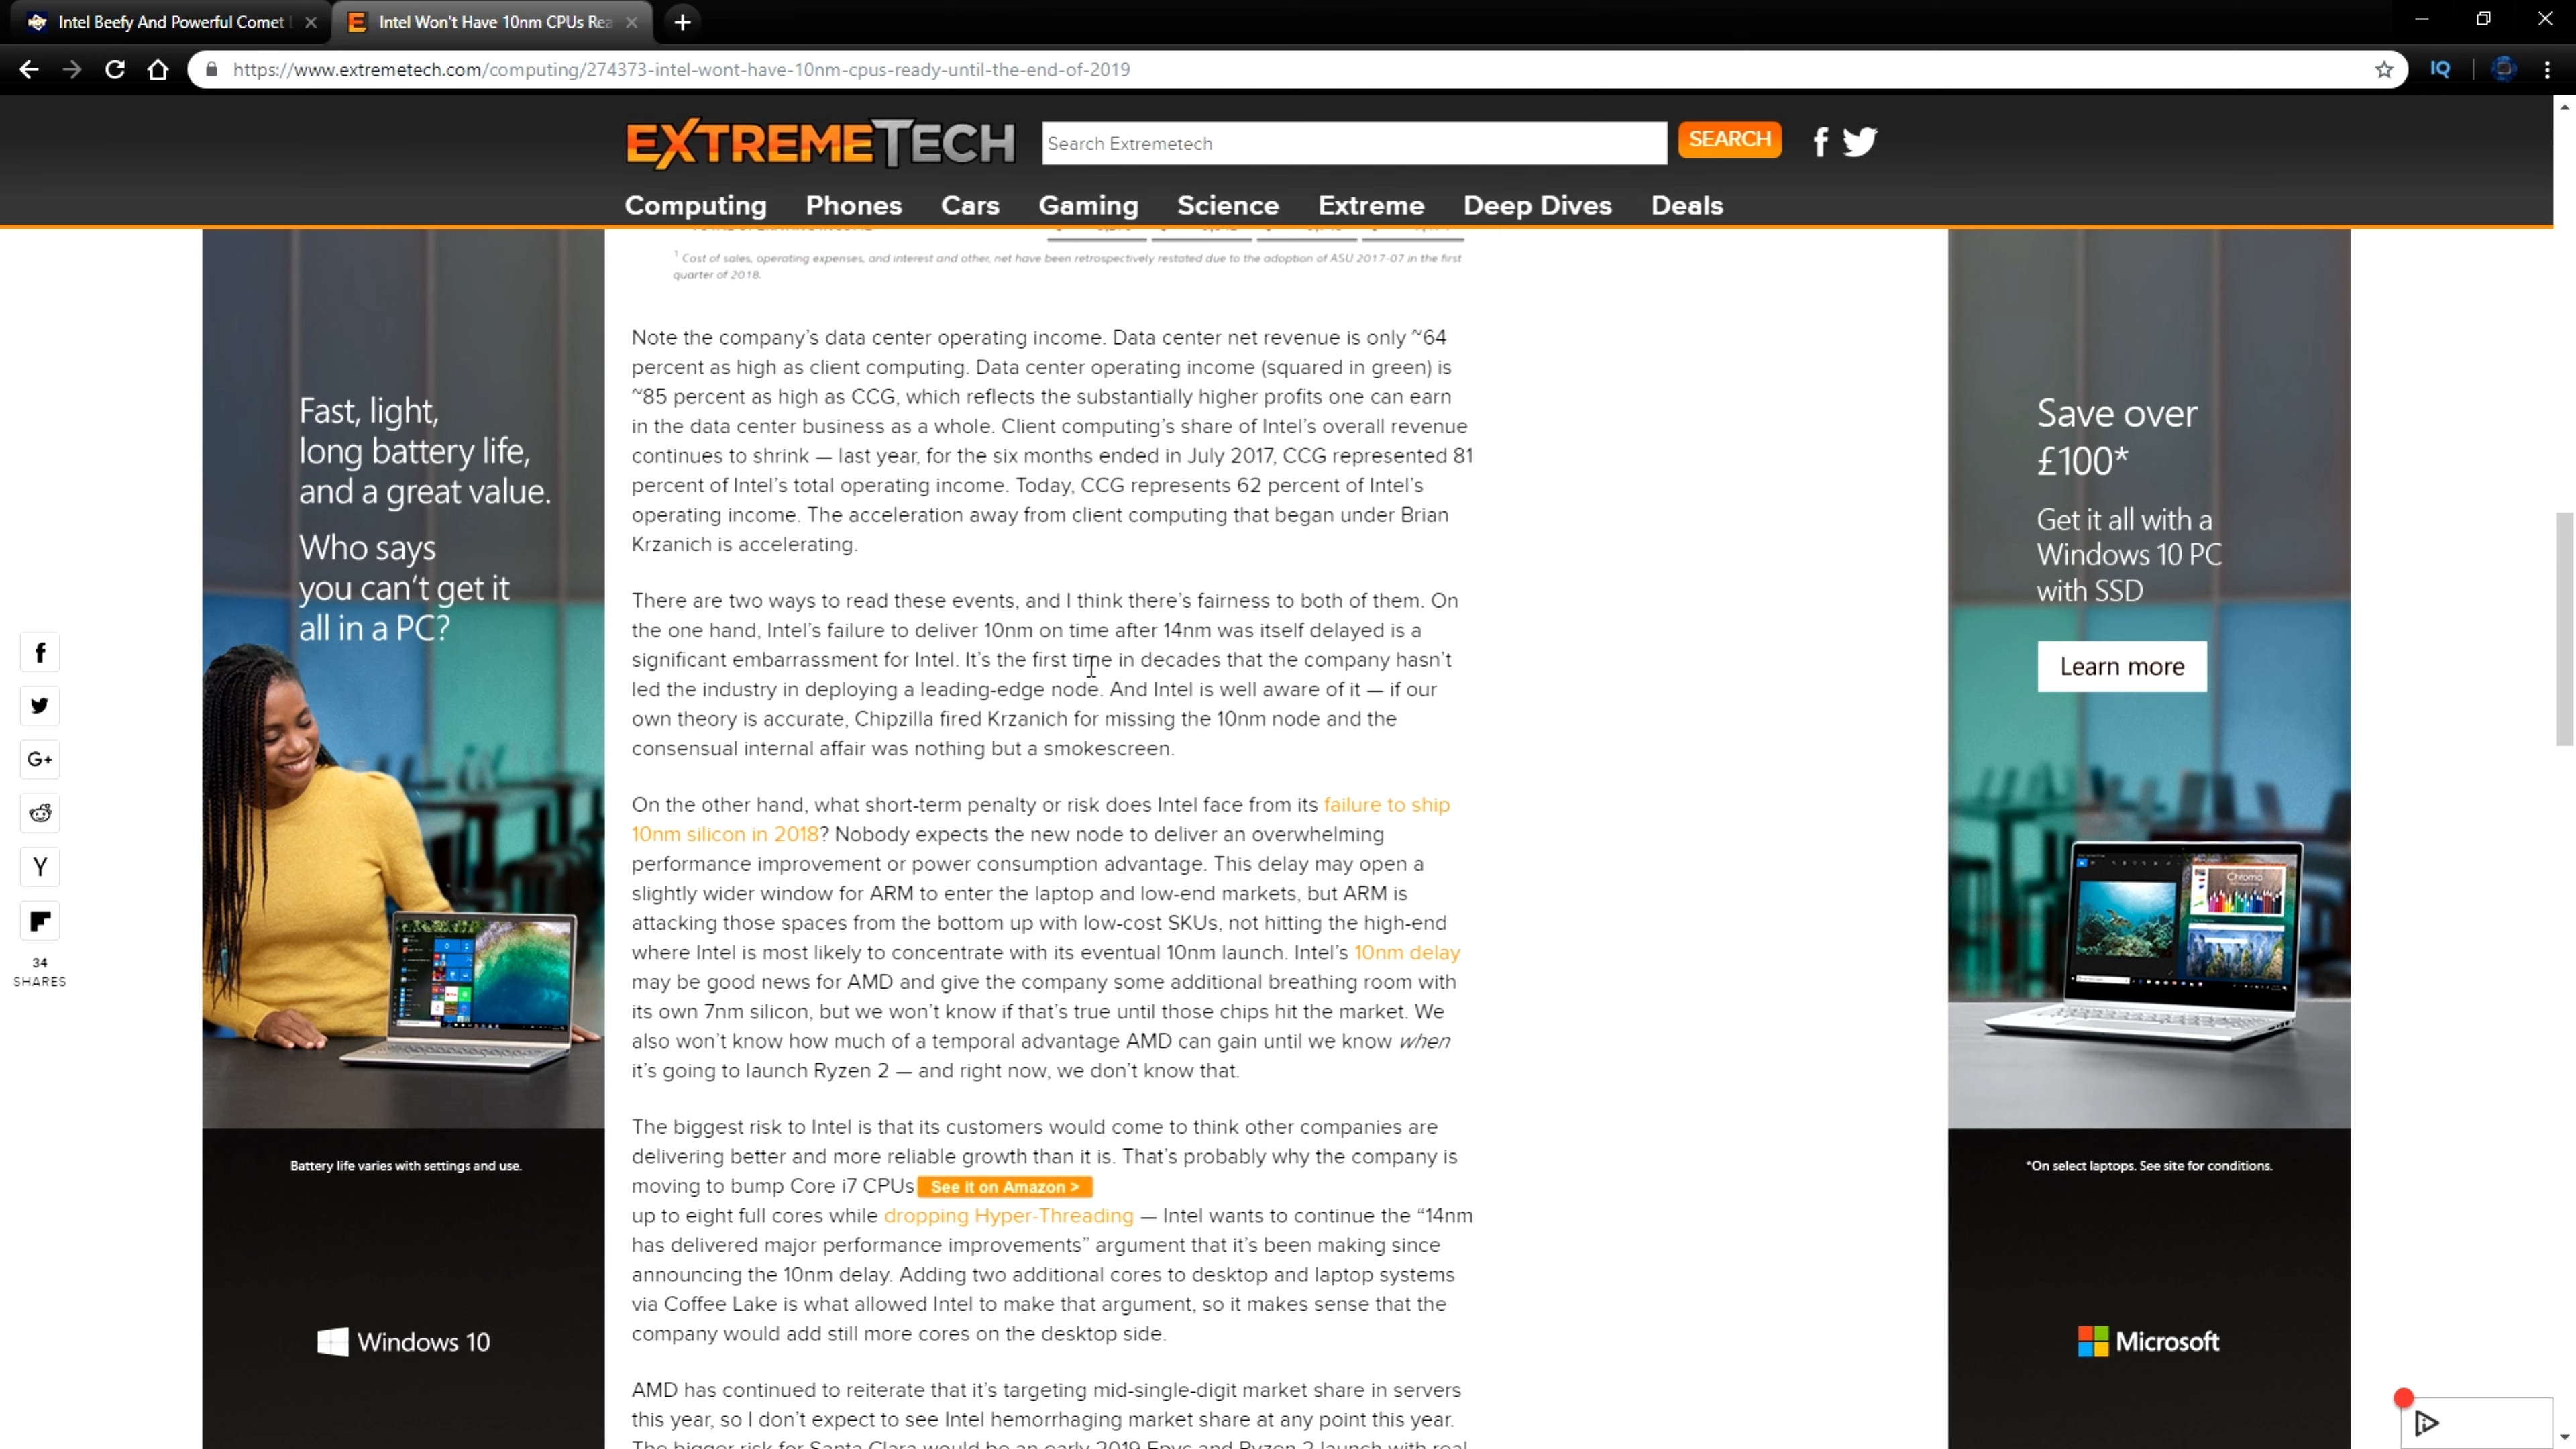 Intel Beefy And Powerful Comet
Intel Won't Have 10nm CPUs Rea
https://www.extremetech.com/computing/274373-intel-wont-have-10nm-cpus-ready-until-the-end-of-2019
IQ
EXTREMETECH
Search Extremetech
SEARCH
Computing Phones Cars Gaming Science Extreme Deep Dives Deals
1 Cost of sales, operating expenses, and interest and other, net have been retrospectively restated due to the adoption of ASU 2017-07 in the first
quarter of 2018.
Note the company's data center operating income. Data center net revenue is only ~64
percent as high as client computing. Data center operating income (squared in green) is
~85 percent as high as CCG, which reflects the substantially higher profits one can earn
in the data center business as a whole. Client computing's share of Intel's overall revenue
continues to shrink — last year, for the six months ended in July 2017, CCG represented 81
percent of Intel's total operating income. Today, CCG represents 62 percent of Intel's
operating income. The acceleration away from client computing that began under Brian
Krzanich is accelerating.
There are two ways to read these events, and I think there's fairness to both of them. On
the one hand, Intel's failure to deliver 10nm on time after 14nm was itself delayed is a
significant embarrassment for Intel. It's the first time in decades that the company hasn't
led the industry in deploying a leading-edge node. And Intel is well aware of it — if our
own theory is accurate, Chipzilla fired Krzanich for missing the 10nm node and the
consensual internal affair was nothing but a smokescreen.
On the other hand, what short-term penalty or risk does Intel face from its failure to ship
10nm silicon in 2018? Nobody expects the new node to deliver an overwhelming
performance improvement or power consumption advantage. This delay may open a
slightly wider window for ARM to enter the laptop and low-end markets, but ARM is
attacking those spaces from the bottom up with low-cost SKUs, not hitting the high-end
where Intel is most likely to concentrate with its eventual 10nm launch. Intel's 10nm delay
may be good news for AMD and give the company some additional breathing room with
its own 7nm silicon, but we won't know if that's true until those chips hit the market. We
also won't know how much of a temporal advantage AMD can gain until we know when
it's going to launch Ryzen 2 — and right now, we don't know that.
The biggest risk to Intel is that its customers would come to think other companies are
delivering better and more reliable growth than it is. That's probably why the company is
moving to bump Core i7 CPUs See it on Amazon >
up to eight full cores while dropping Hyper-Threading — Intel wants to continue the “14nm
has delivered major performance improvements” argument that it's been making since
announcing the 10nm delay. Adding two additional cores to desktop and laptop systems
via Coffee Lake is what allowed Intel to make that argument, so it makes sense that the
company would add still more cores on the desktop side.
AMD has continued to reiterate that it's targeting mid-single-digit market share in servers
this year, so I don't expect to see Intel hemorrhaging market share at any point this year.
The bigger risk for Santa Clara would be an early 2019 Epyc and Ryzen 2 launch with real
Fast, light,
long battery life,
and a great value.
Who says
you can't get it
all in a PC?
Battery life varies with settings and use.
Windows 10
G+
Y
34
SHARES
Save over
£100*
Get it all with a
Windows 10 PC
with SSD
Learn more
*On select laptops. See site for conditions.
Microsoft